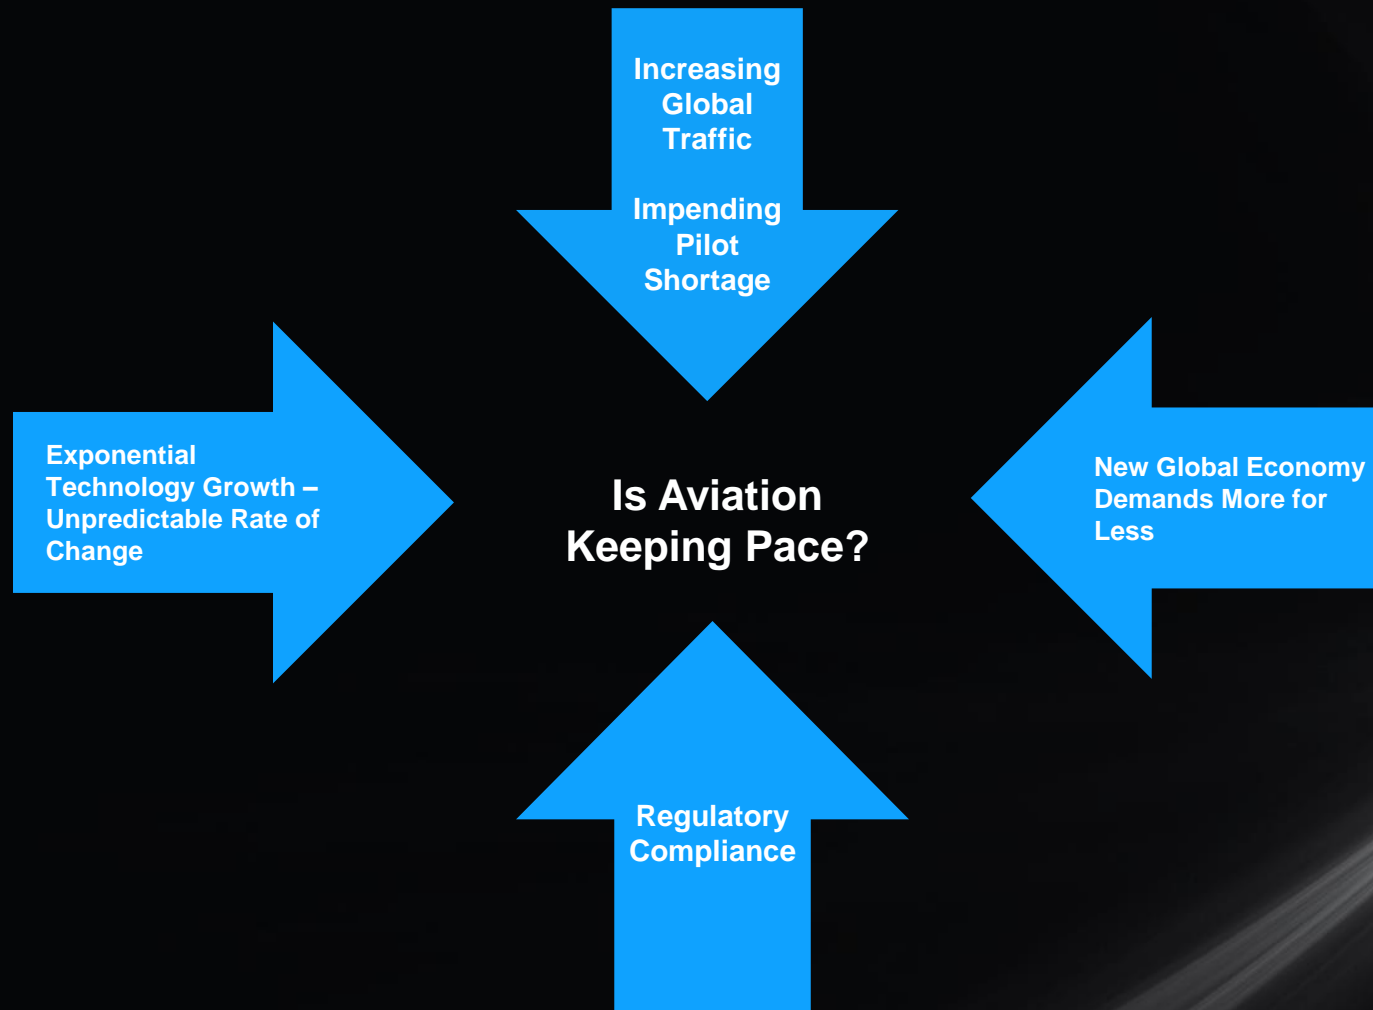 Increasing
Global
Traffic
Impending
Pilot
Shortage
Exponential
Technology Growth –
Unpredictable Rate of
Change
Is Aviation
Keeping Pace?
New Global Economy
Demands More for
Less
Regulatory
Compliance